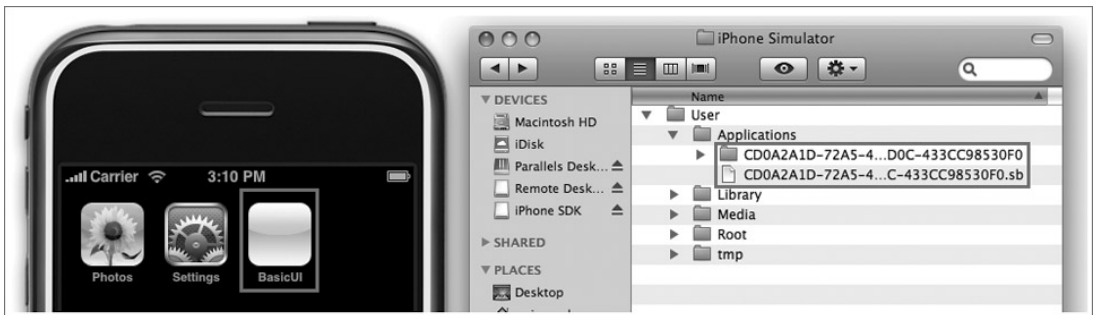 .ıll Carrier 3:10 PM
Photos Settings BasicUI
iPhone Simulator
DEVICES
Macintosh HD
iDisk
Parallels Desk...
Remote Desk...
iPhone SDK
SHARED
PLACES
Desktop
Name
User
Applications
CD0A2A1D-72A5-4...D0C-433CC98530F0
CD0A2A1D-72A5-4...C-433CC98530F0.sb
Library
Media
Root
tmp